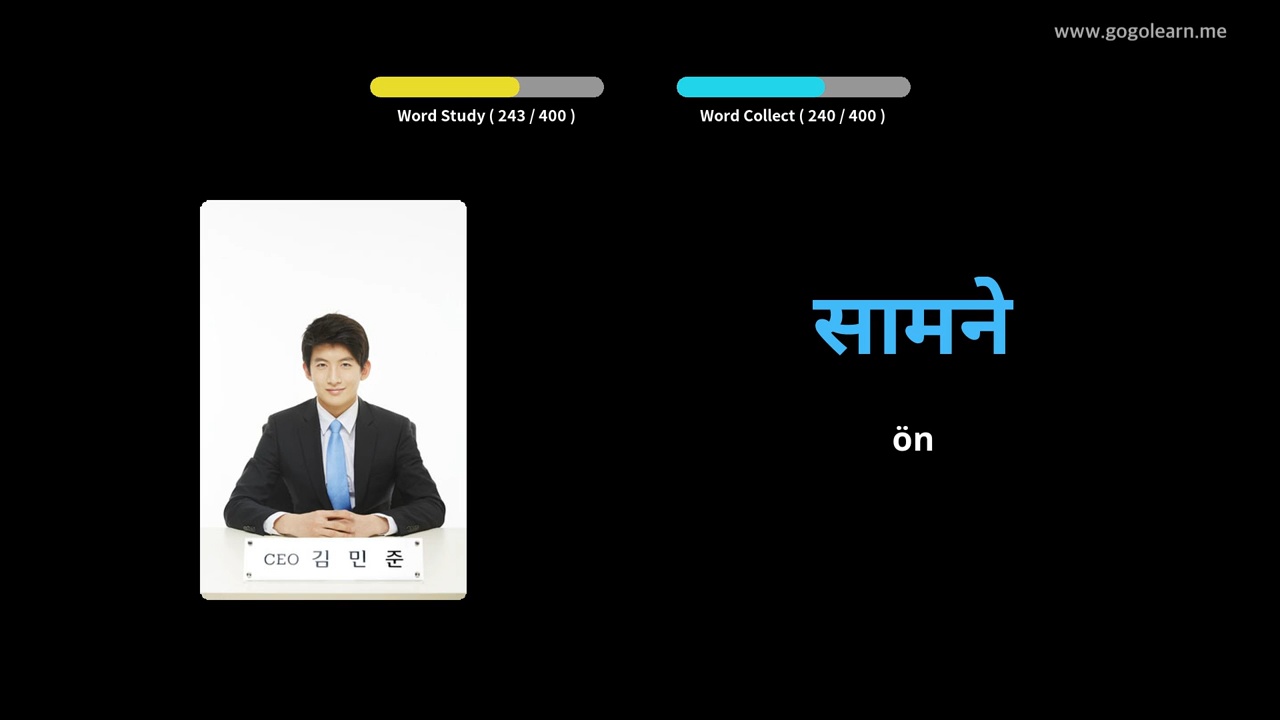 www.gogolearn.me
Word Study ( 243 / 400 )
Word Collect ( 240 / 400 )
सामने
ön
CEO 김 민 준